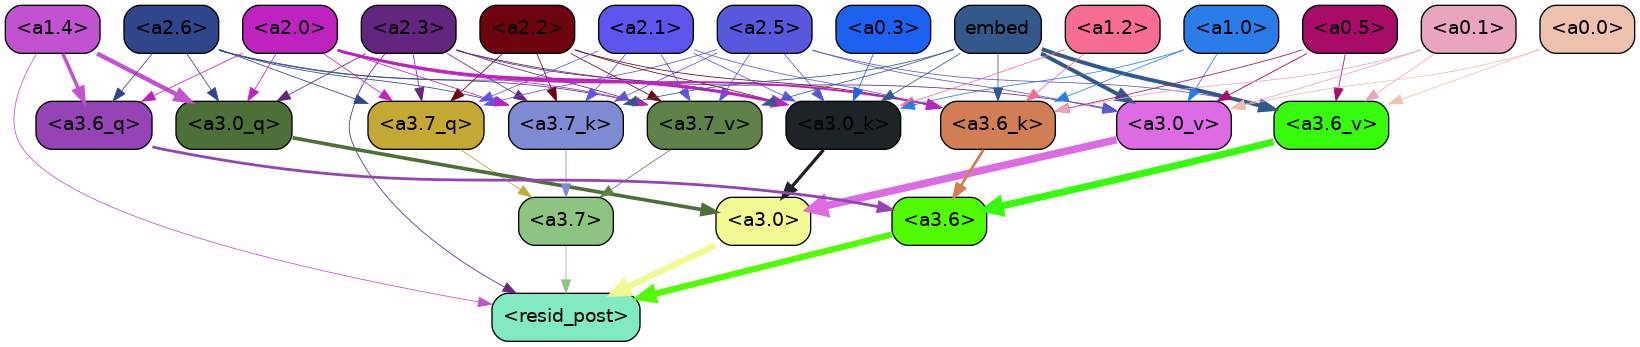 <a1.4> <a2.6> <a2.0> <a2.3> <a2.2> <a2.1> <a2.5> <a0.3> embed <a1.2> <a1.0> <a0.5> <a0.1> <a0.0>
<a3.6_q> <a3.0_q> <a3.7_q> <a3.7_k> <a3.7_v> <a3.0_k> <a3.6_k> <a3.0_v> <a3.6_v>
<a3.7> <a3.0> <a3.6>
<resid_post>